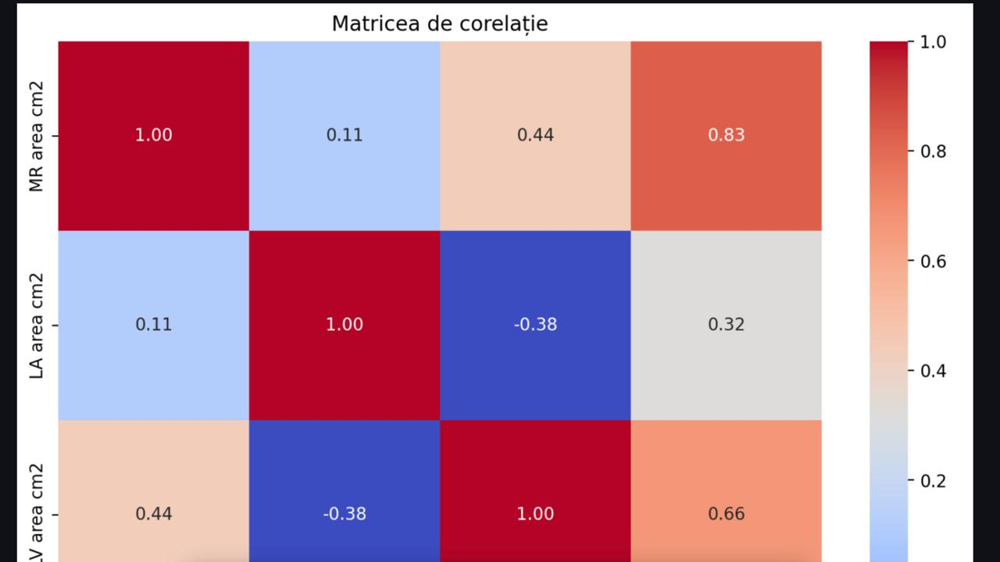 Matricea de corelație
MR area cm2
1.00 0.11 0.44 0.83
LA area cm2
0.11 1.00 -0.38 0.32
area cm2
0.44 -0.38 1.00 0.66
1.0
0.8
0.6
0.4
0.2